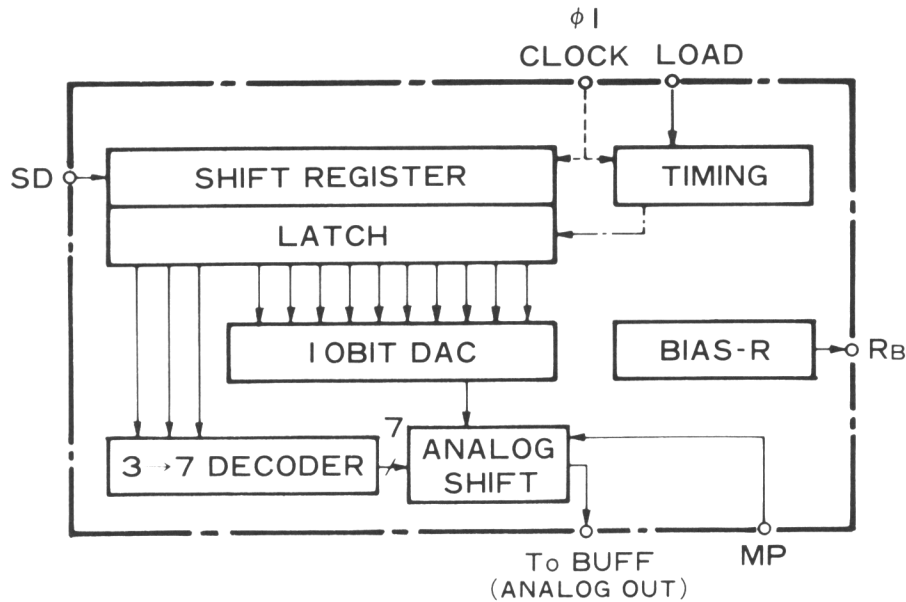 φ1
CLOCK LOAD
SD
SHIFT REGISTER
TIMING
LATCH
10BIT DAC
BIAS-R
RB
7
3→7 DECODER
ANALOG
SHIFT
To BUFF
(ANALOG OUT)
MP